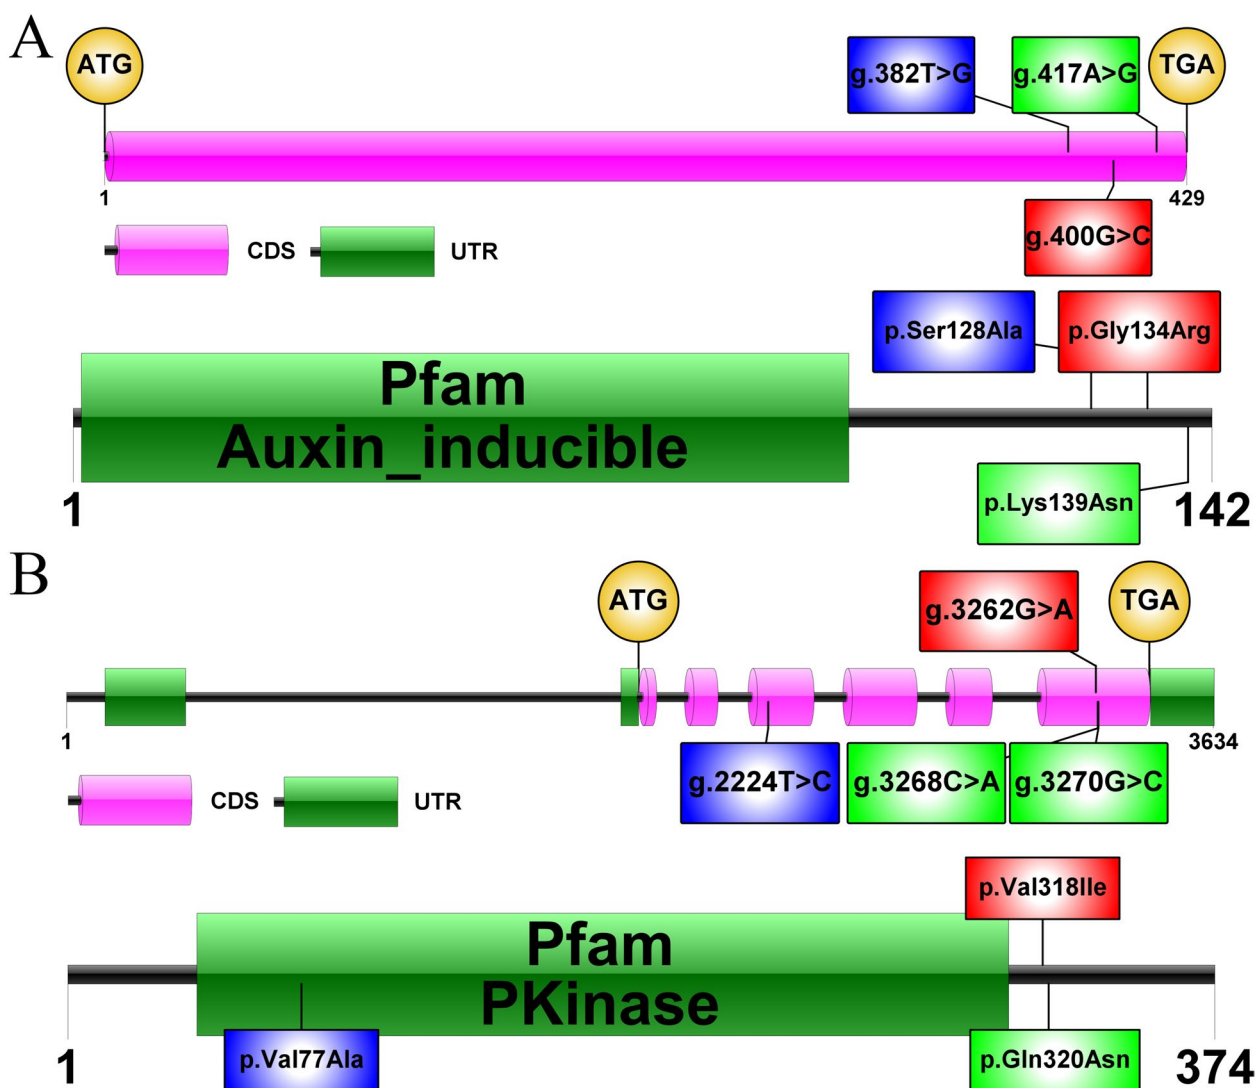 A
ATG
g.382T>G
g.417A>G
TGA
1
429
g.400G>C
CDS
UTR
p.Ser128Ala
p.Gly134Arg
Pfam
Auxin_inducible
p.Lys139Asn
1
142
B
ATG
g.3262G>A
TGA
1
3634
g.2224T>C
g.3268C>A
g.3270G>C
CDS
UTR
p.Val318Ile
Pfam
PKinase
p.Val77Ala
p.Gln320Asn
1
374